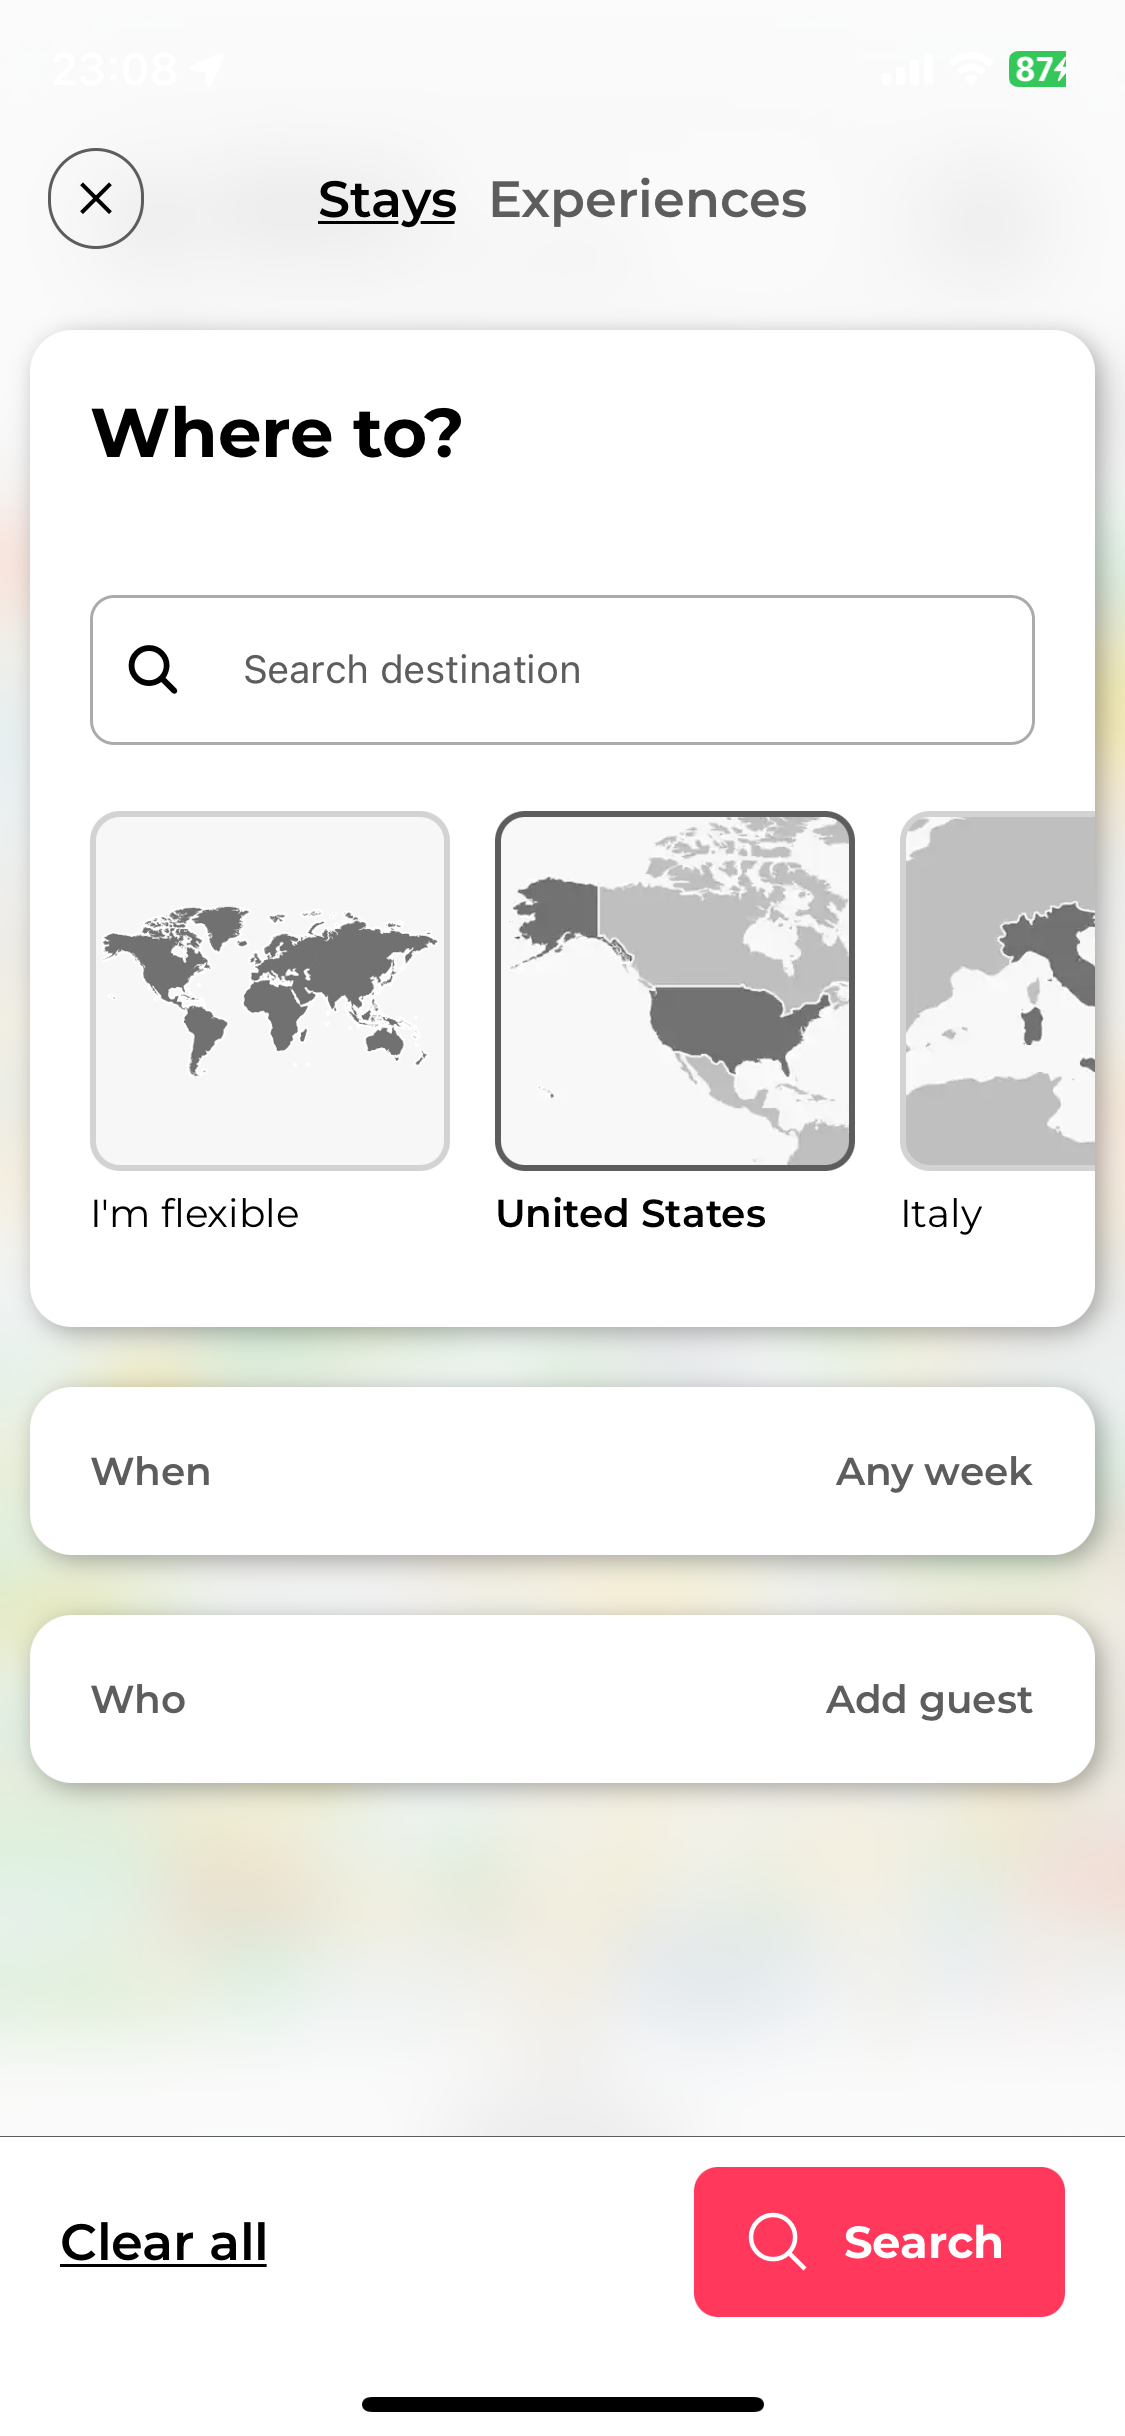 23:08
87
Stays Experiences
Where to?
Search destination
I'm flexible United States Italy
When Any week
Who Add guest
Clear all Search